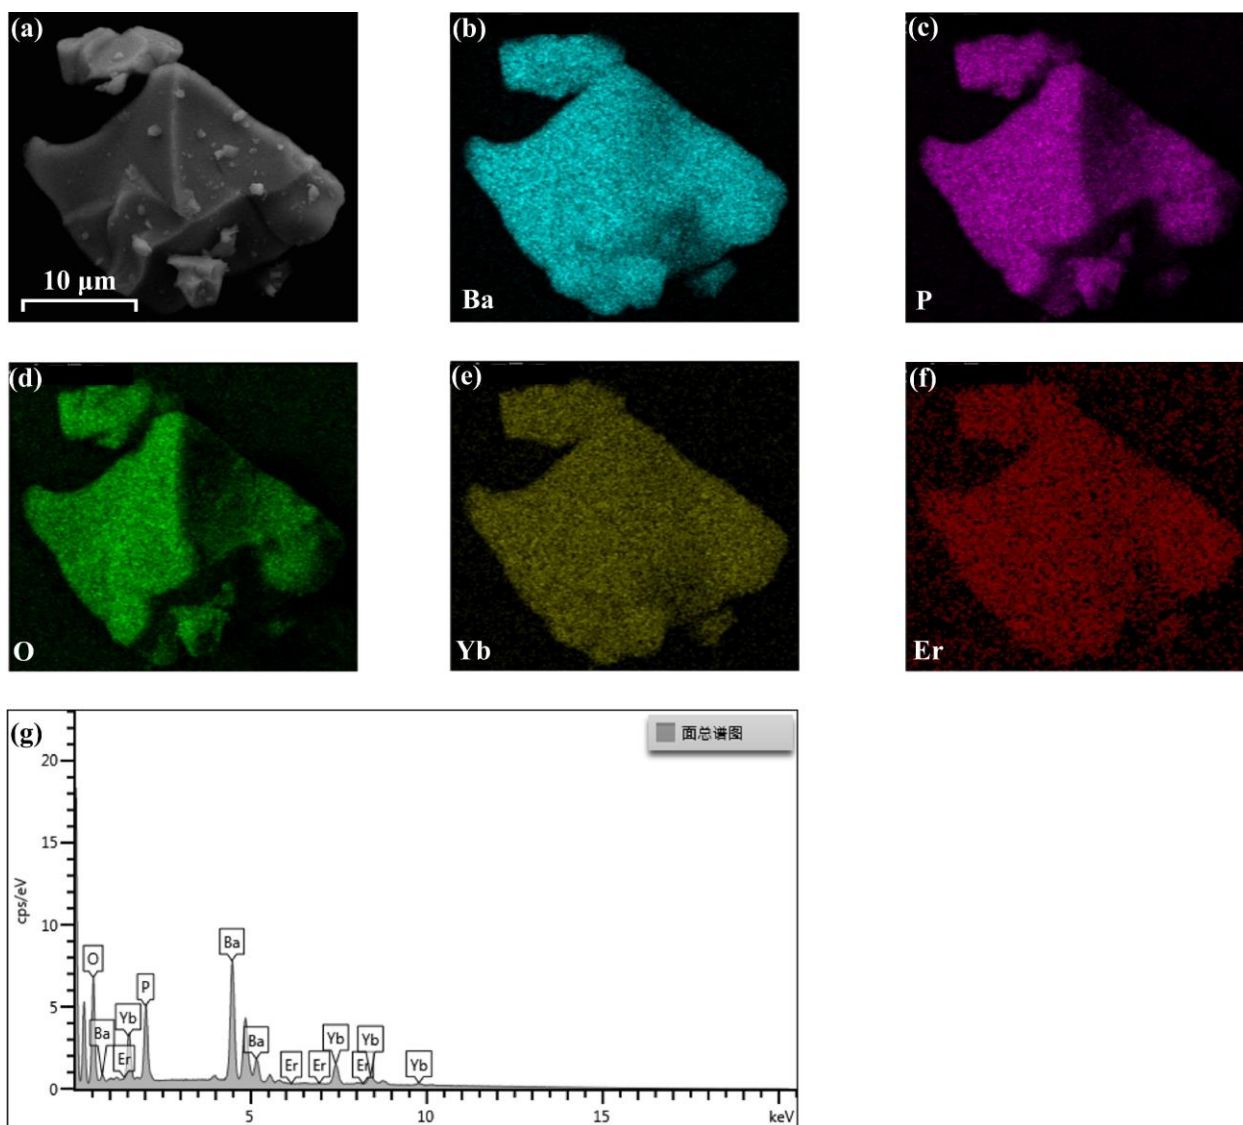 (a)
10 μm
(b)
Ba
(c)
P
(d)
O
(e)
Yb
(f)
Er
(g)
面总谱图
20
15
cps/eV
10
Ba
O
P
5
Yb
Ba
Er
Ba
Er
Er
Yb
Er
Yb
Yb
0
5
10
15
keV